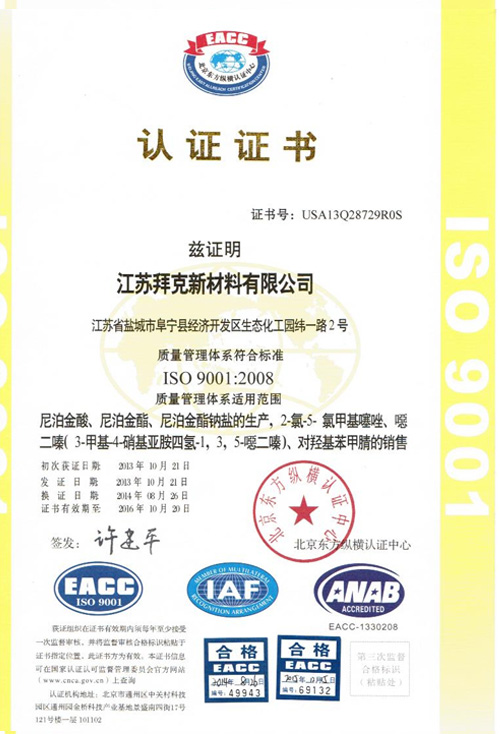 EACC
北京东方纵横认证中心
认证证书
证书号：USA13Q28729R0S
兹证明
江苏拜克新材料有限公司
江苏省盐城市阜宁县经济开发区生态化工园纬一路2号
质量管理体系符合标准
ISO 9001:2008
质量管理体系适用范围
尼泊金酸、尼泊金酯、尼泊金酯钠盐的生产，2-氯-5- 氯甲基噻唑、噁
二嗪（ 3-甲基-4-硝基亚胺四氢-1，3，5-噁二嗪）、对羟基苯甲腈的销售
初次获证日期： 2013 年 10 月 21 日
发 证 日 期： 2013 年 10 月 21 日
换 证 日 期： 2014 年 08 月 26 日
证书有效期至： 2016 年 10 月 20 日
签发：许建平
北京东方纵横认证中心
北京东方纵横认证中心
EACC
ISO 9001
MEMBER OF MULTILATERAL
IAF
RECOGNITION ARRANGEMENT
ANAB
ACCREDITED
EACC-1330208
获证组织在证书有效期内须每年至少接受
一次监督审核，并将监督审核合格标识粘贴于
证书指定位置，此证书方为有效。本证书信息
可在国家认证认可监督管理委员会官方网站
（www.cnca.gov.cn）上查询
认证机构地址：北京市通州区中关村科技
园区通州园金桥科技产业基地景盛南四街17号
121号楼一层 101102
合格
EACC
2014年 8月26日
编号：49943
合格
EACC
编号：69132
第三次监督
合格标识
（粘贴处）
ISO 9001